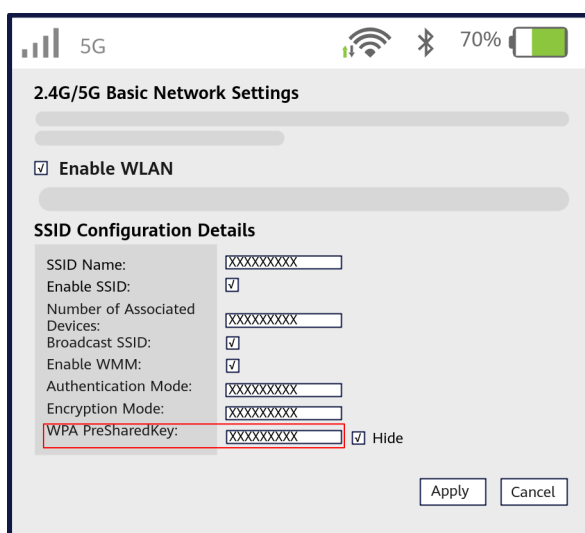 5G
70%
2.4G/5G Basic Network Settings
Enable WLAN
SSID Configuration Details
SSID Name: XXXXXXXXX
Enable SSID:
Number of Associated
Devices: XXXXXXXXX
Broadcast SSID:
Enable WMM:
Authentication Mode: XXXXXXXXX
Encryption Mode: XXXXXXXXX
WPA PreSharedKey: XXXXXXXXX Hide
Apply Cancel